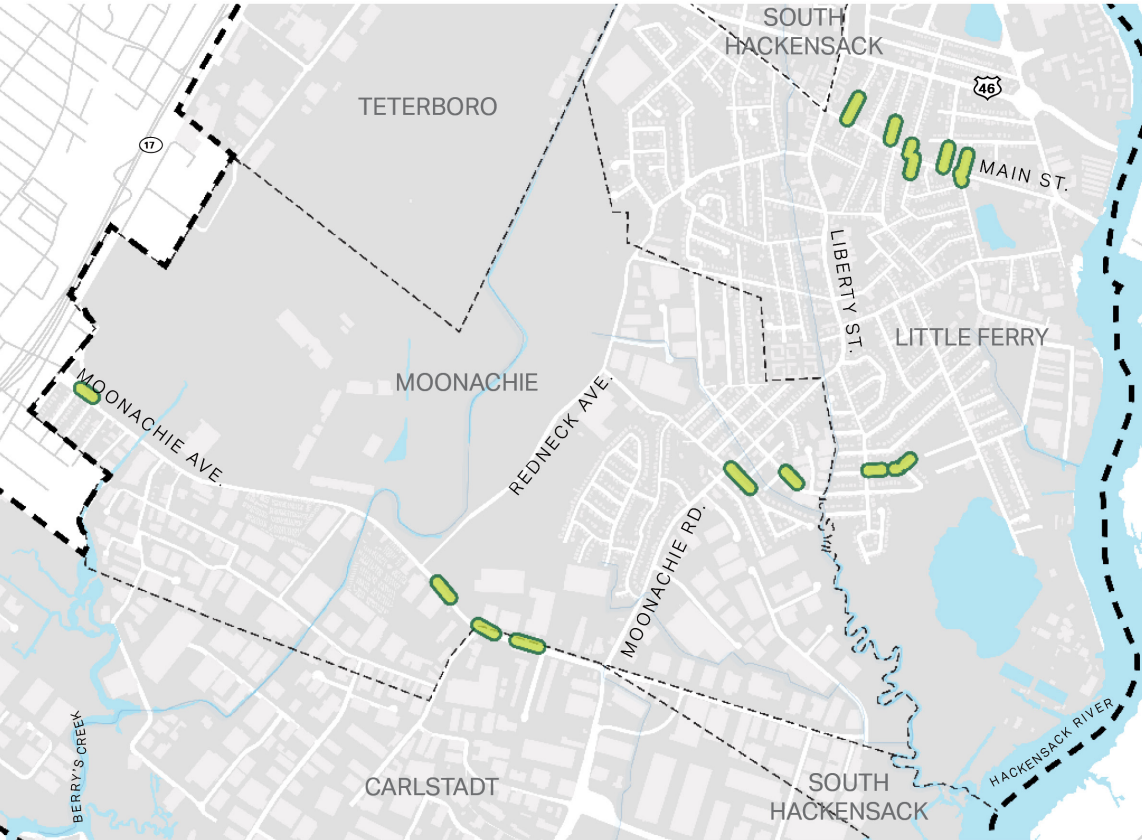 SOUTH
HACKENSACK
46
TETERBORO
17
MAIN ST.
LIBERTY ST.
LITTLE FERRY
MOONACHIE
MOONACHIE AVE.
REDNECK AVE.
MOONACHIE RD.
HACKENSACK RIVER
BERRY'S CREEK
CARLSTADT
SOUTH
HACKENSACK